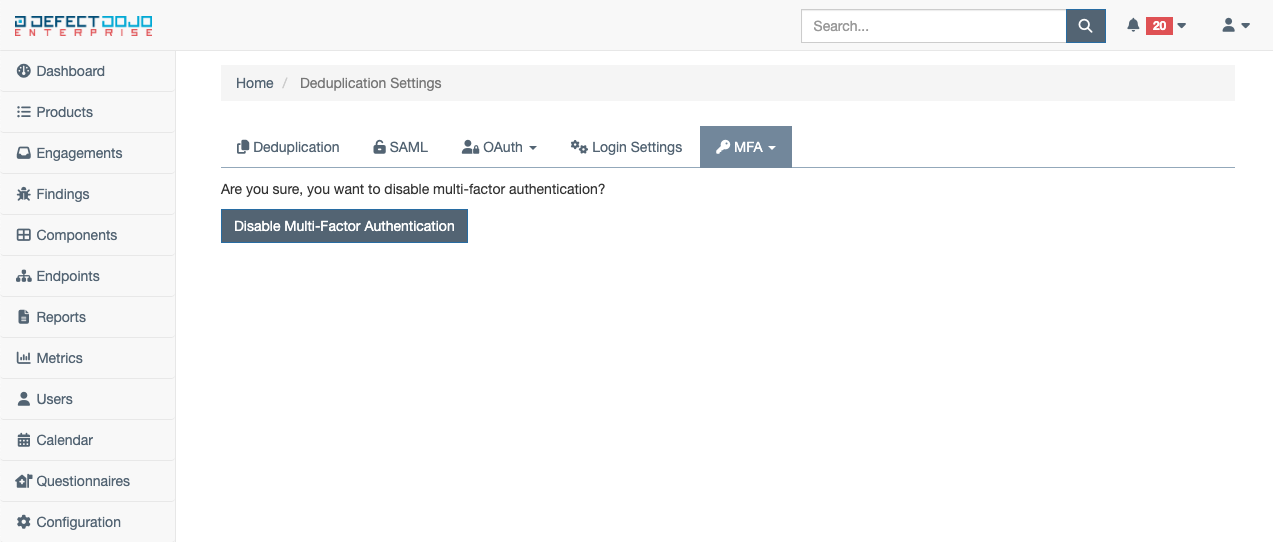 DEFECTDOJO
ENTERPRISE
Search...
20
Dashboard
Products
Engagements
Findings
Components
Endpoints
Reports
Metrics
Users
Calendar
Questionnaires
Configuration
Home / Deduplication Settings
Deduplication SAML OAuth Login Settings MFA
Are you sure, you want to disable multi-factor authentication?
Disable Multi-Factor Authentication